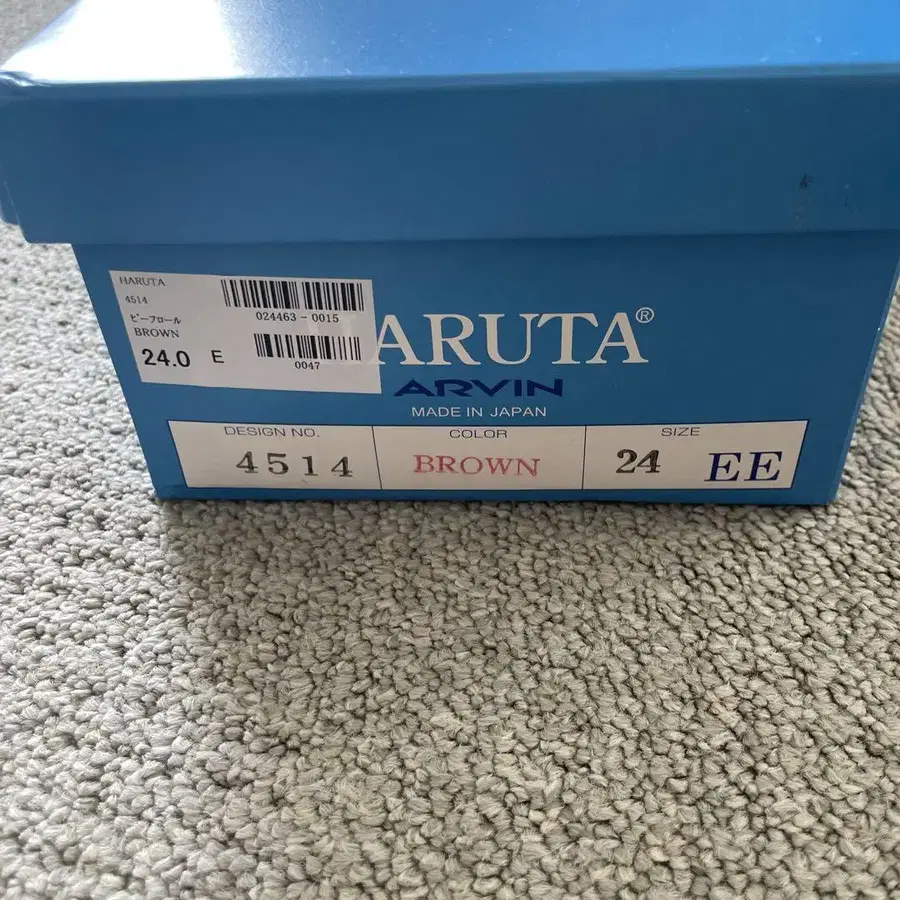 HARUTA
4514
ビーフロール
BROWN
24.0 E
024463-0015
0047
ARUTA®
ARVIN
MADE IN JAPAN
DESIGN NO. COLOR SIZE
4514 BROWN 24 EE